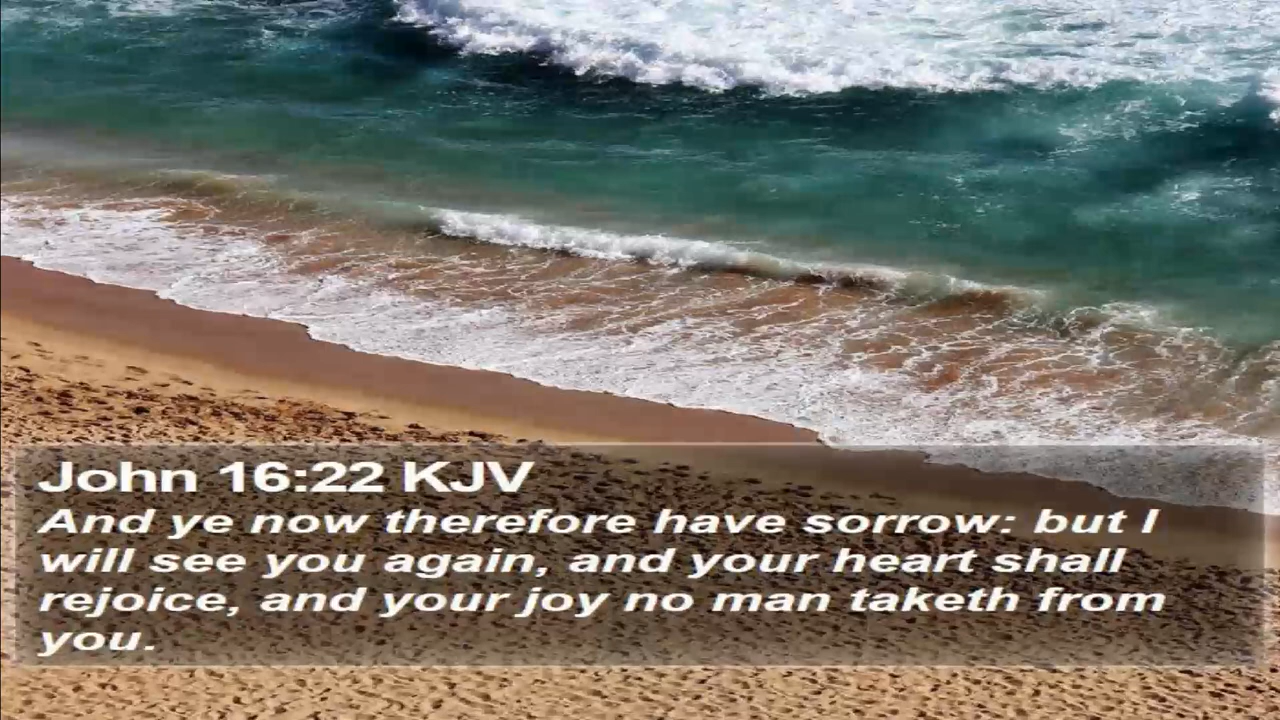 John 16:22 KJV
And ye now therefore have sorrow: but I
will see you again, and your heart shall
rejoice, and your joy no man taketh from
you.